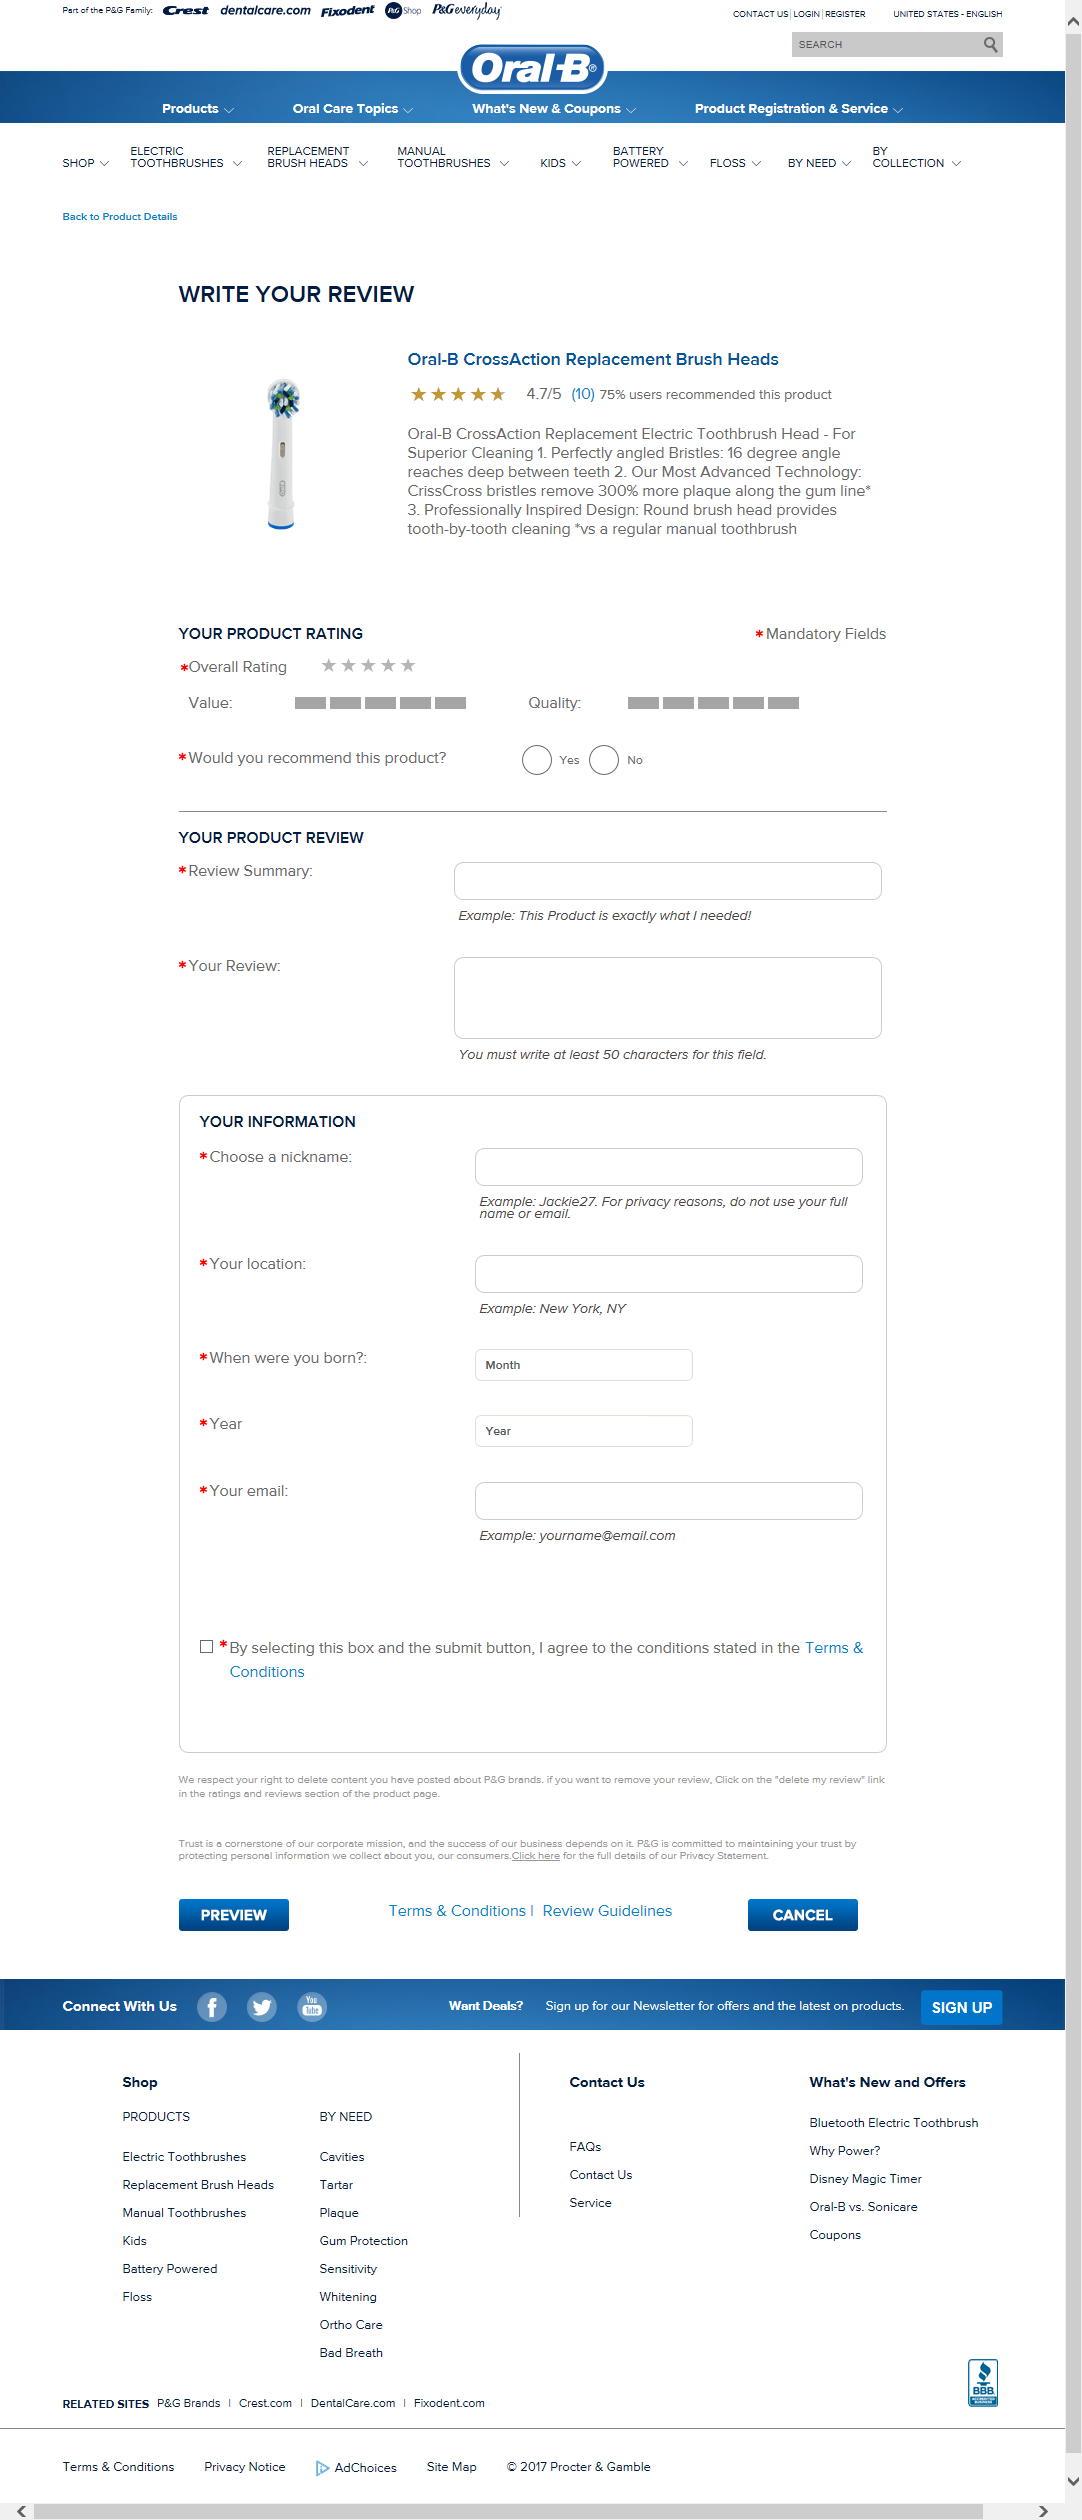 Part of the P&G Family: Crest dentalcare.com Fixodent P&G Shop P&G everyday
CONTACT US | LOGIN | REGISTER UNITED STATES - ENGLISH
SEARCH
Oral-B®
Products What's New & Coupons Oral Care Topics Product Registration & Service
SHOP ELECTRIC TOOTHBRUSHES REPLACEMENT BRUSH HEADS MANUAL TOOTHBRUSHES KIDS BATTERY POWERED FLOSS BY NEED BY COLLECTION
Back to Product Details
WRITE YOUR REVIEW
Oral-B CrossAction Replacement Brush Heads
4.7/5 (10) 75% users recommended this product
Oral-B CrossAction Replacement Electric Toothbrush Head - For
Superior Cleaning 1. Perfectly angled Bristles: 16 degree angle
reaches deep between teeth 2. Our Most Advanced Technology:
CrissCross bristles remove 300% more plaque along the gum line*
3. Professionally Inspired Design: Round brush head provides
tooth-by-tooth cleaning *vs a regular manual toothbrush
YOUR PRODUCT RATING *Mandatory Fields
*Overall Rating
Value: Quality:
*Would you recommend this product? Yes No
YOUR PRODUCT REVIEW
*Review Summary:
Example: This Product is exactly what I needed!
*Your Review:
You must write at least 50 characters for this field.
YOUR INFORMATION
*Choose a nickname:
Example: Jackie27. For privacy reasons, do not use your full
name or email.
*Your location:
Example: New York, NY
*When were you born?: Month
*Year Year
*Your email:
Example: yourname@email.com
*By selecting this box and the submit button, I agree to the conditions stated in the Terms &
Conditions
We respect your right to delete content you have posted about P&G brands. if you want to remove your review, Click on the "delete my review" link
in the ratings and reviews section of the product page.
Trust is a cornerstone of our corporate mission, and the success of our business depends on it. P&G is committed to maintaining your trust by
protecting personal information we collect about you, our consumers.Click here for the full details of our Privacy Statement.
PREVIEW Terms & Conditions | Review Guidelines CANCEL
Connect With Us You Tube Want Deals? Sign up for our Newsletter for offers and the latest on products. SIGN UP
Shop Contact Us What's New and Offers
PRODUCTS BY NEED
Bluetooth Electric Toothbrush
FAQs
Why Power?
Electric Toothbrushes Cavities
Contact Us
Disney Magic Timer
Replacement Brush Heads Tartar
Service
Oral-B vs. Sonicare
Manual Toothbrushes Plaque
Coupons
Kids Gum Protection
Battery Powered Sensitivity
Floss Whitening
Ortho Care
Bad Breath
BBB
ACCREDITED BUSINESS
RELATED SITES P&G Brands | Crest.com | DentalCare.com | Fixodent.com
Terms & Conditions Privacy Notice AdChoices Site Map © 2017 Procter & Gamble